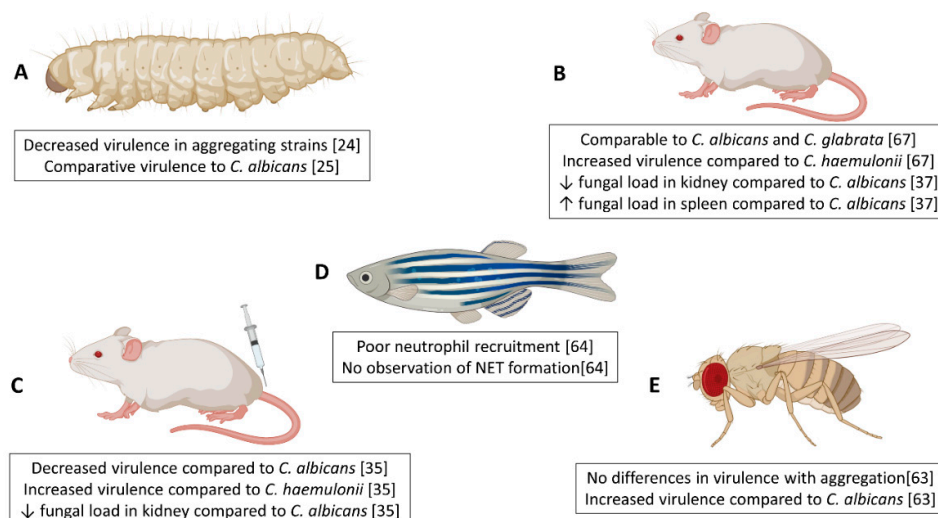 A
Decreased virulence in aggregating strains [24]
Comparative virulence to C. albicans [25]
B
Comparable to C. albicans and C. glabrata [67]
Increased virulence compared to C. haemulonii [67]
↓ fungal load in kidney compared to C. albicans [37]
↑ fungal load in spleen compared to C. albicans [37]
C
Decreased virulence compared to C. albicans [35]
Increased virulence compared to C. haemulonii [35]
↓ fungal load in kidney compared to C. albicans [35]
D
Poor neutrophil recruitment [64]
No observation of NET formation[64]
E
No differences in virulence with aggregation[63]
Increased virulence compared to C. albicans [63]